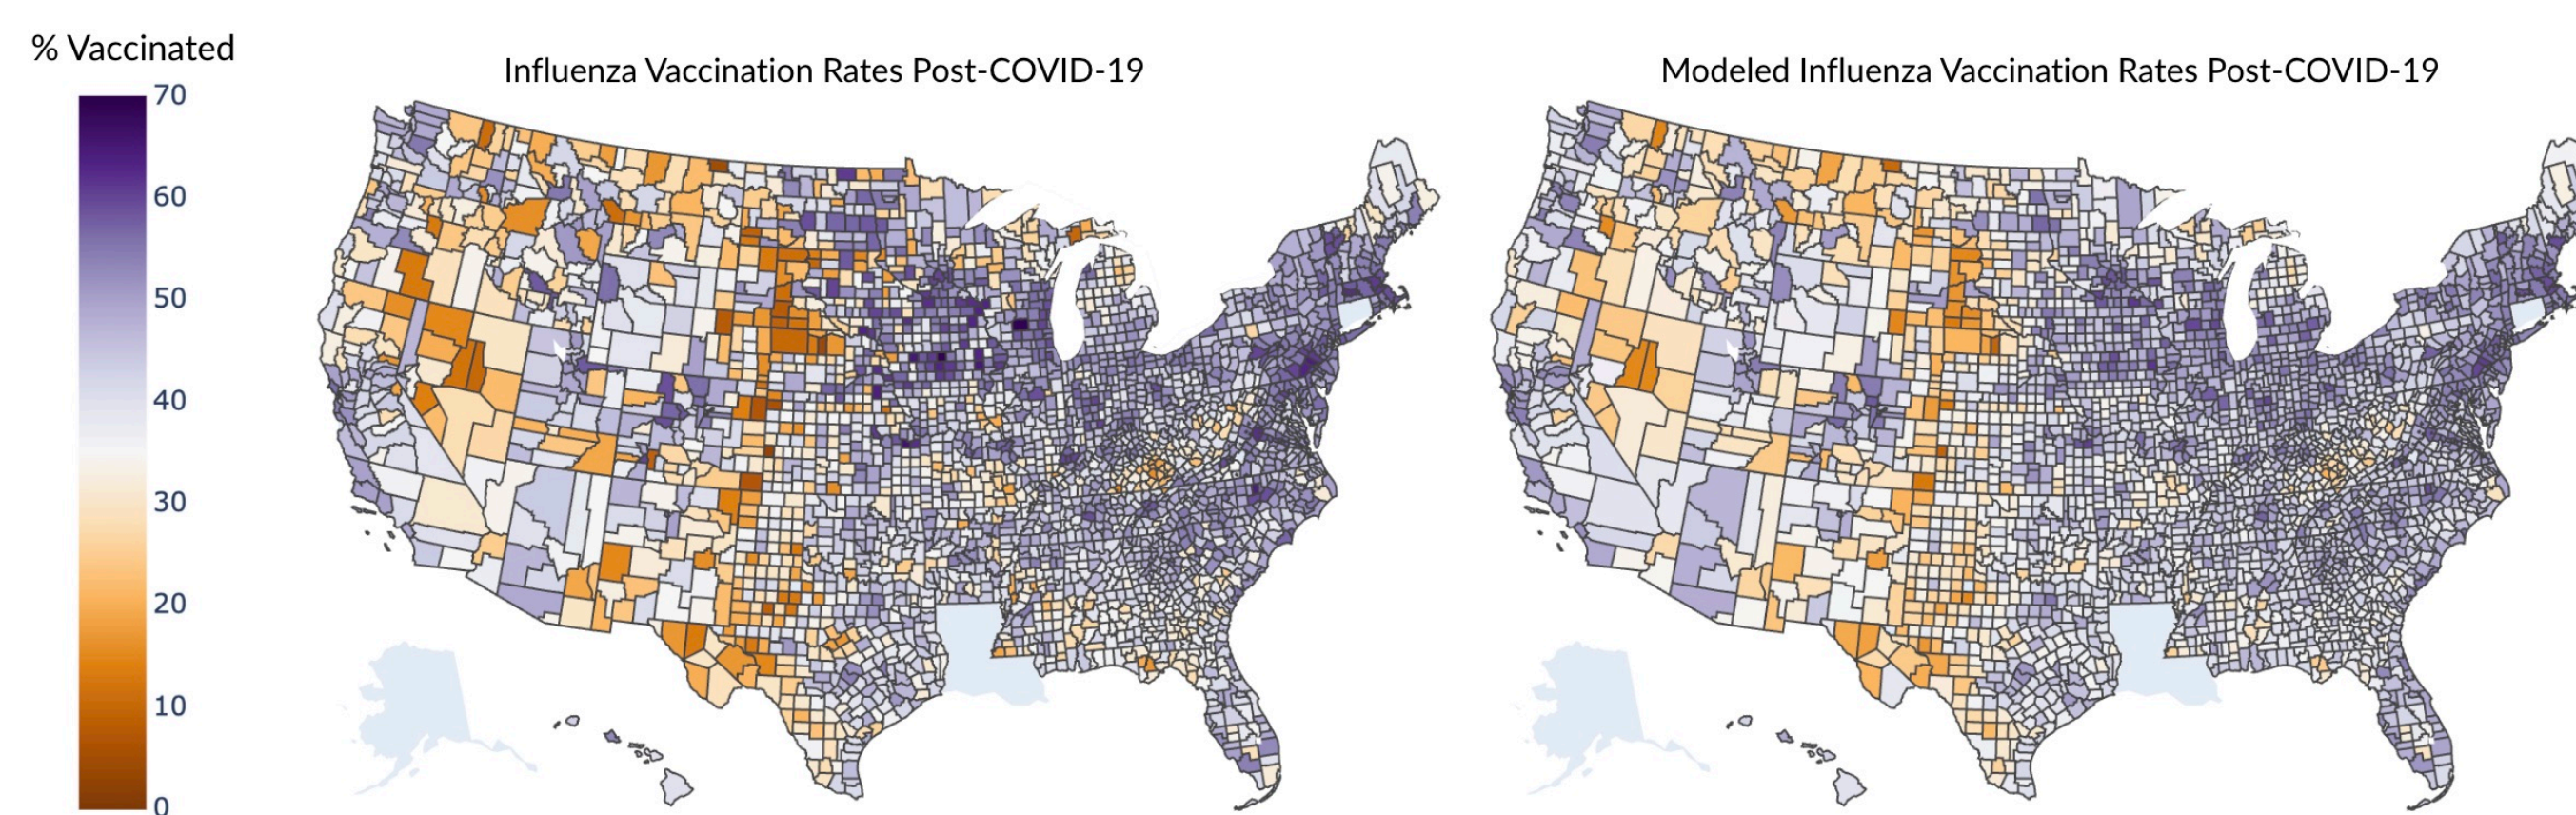 % Vaccinated
Influenza Vaccination Rates Post-COVID-19
Modeled Influenza Vaccination Rates Post-COVID-19
70
60
50
40
30
20
10
0